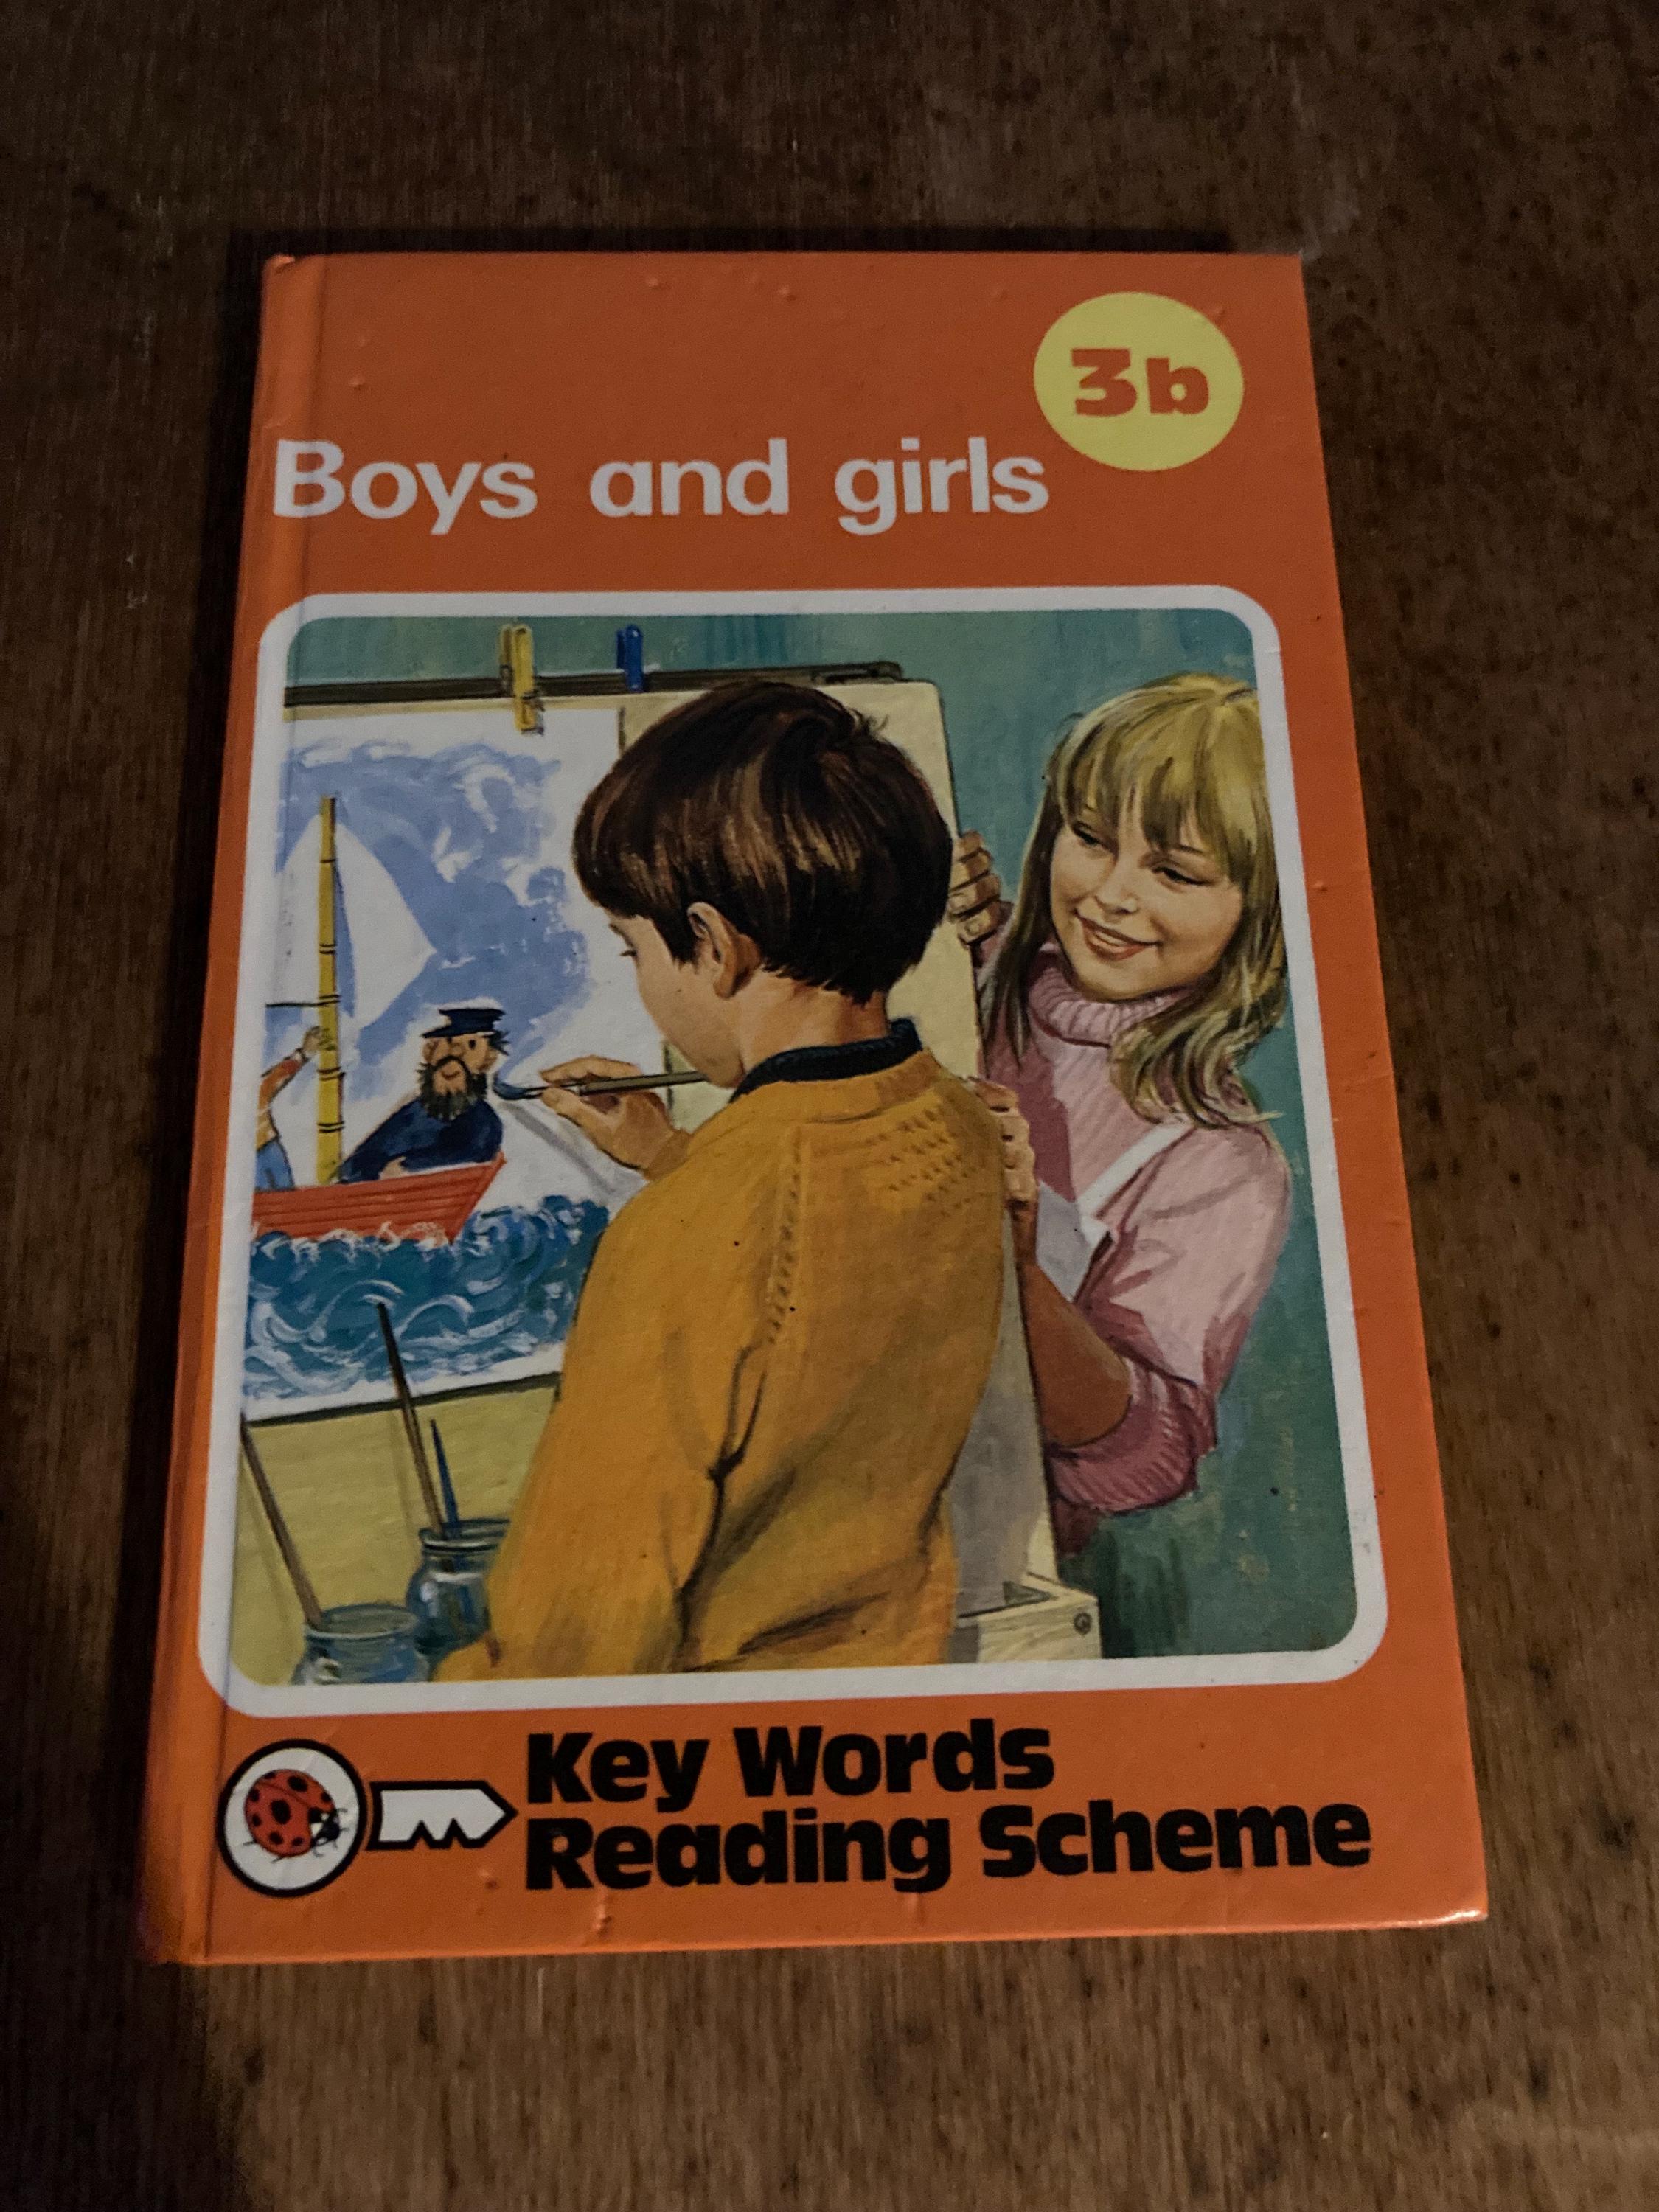 3b
Boys and girls
Key Words
Reading Scheme